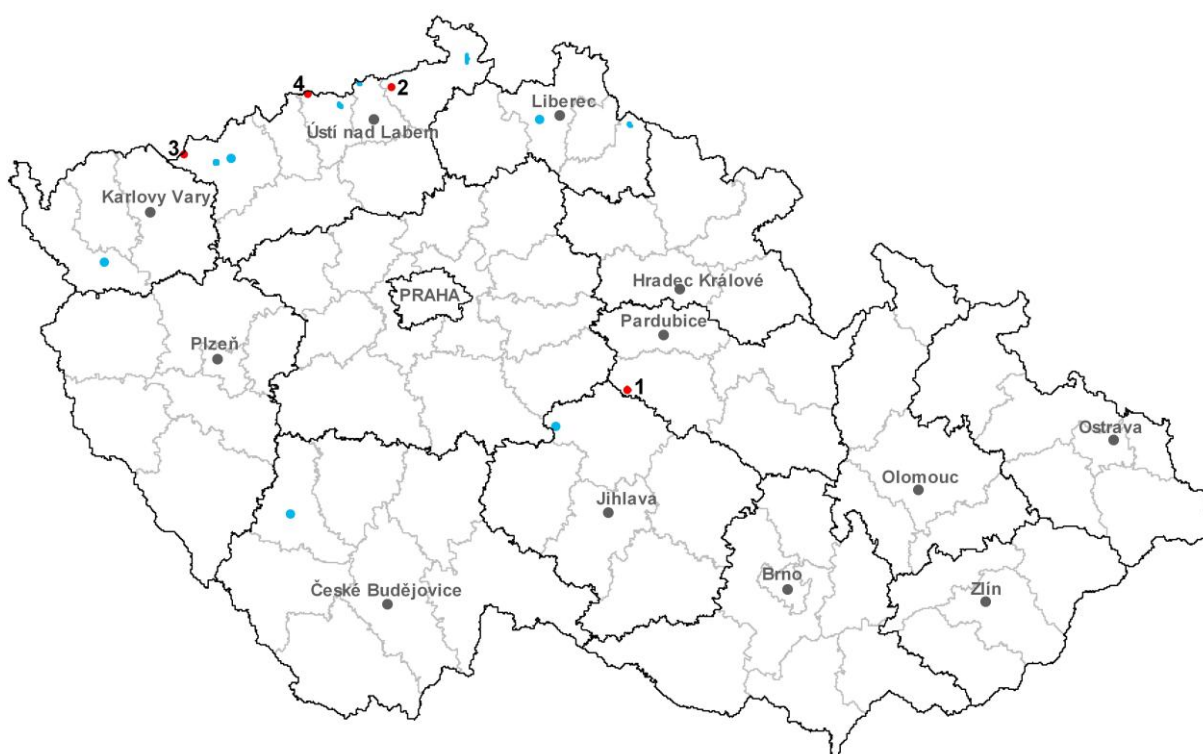 4
2
Liberec
Ústí nad Labem
3
Karlovy Vary
Hradec Králové
PRAHA
Pardubice
Plzeň
1
Ostrava
Olomouc
Jihlava
Brno
Zlín
České Budějovice